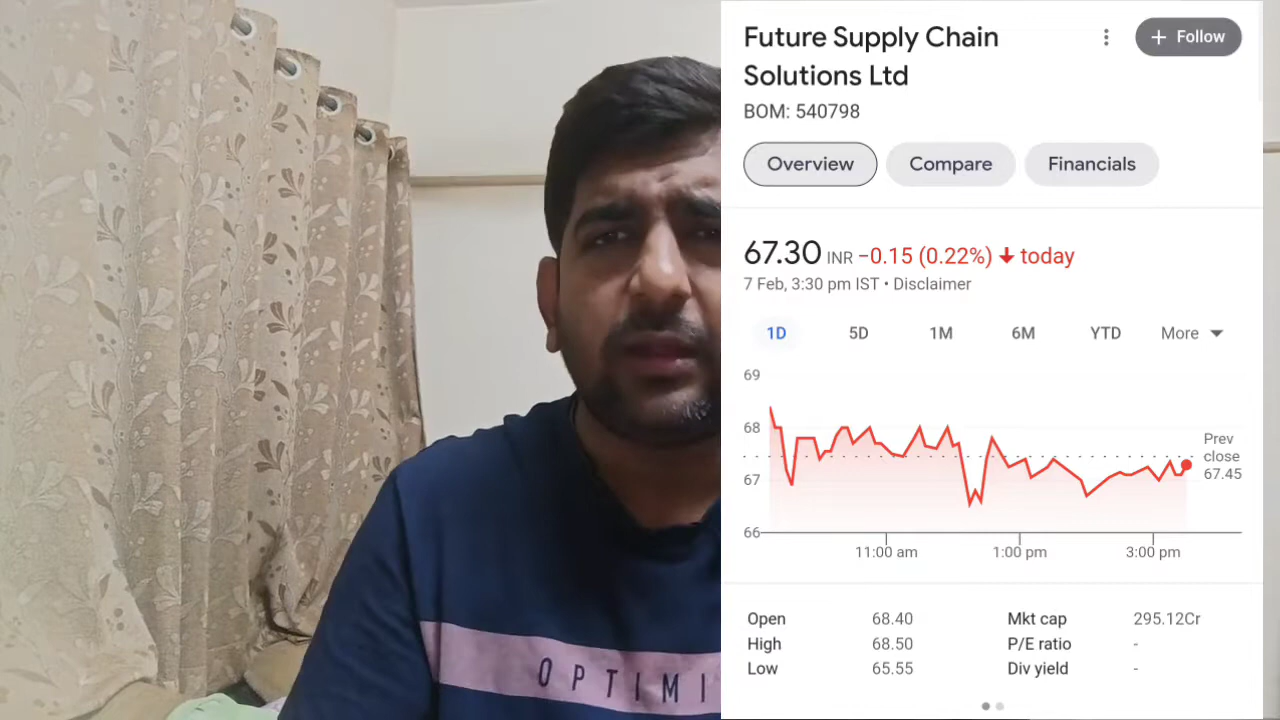 Future Supply Chain
Solutions Ltd
+ Follow
BOM: 540798
Overview
Compare
Financials
67.30 INR −0.15 (0.22%) ↓ today
7 Feb, 3:30 pm IST • Disclaimer
1D 5D 1M 6M YTD More
69
68
67
66
Prev
close
67.45
11:00 am 1:00 pm 3:00 pm
Open 68.40 Mkt cap 295.12Cr
High 68.50 P/E ratio -
Low 65.55 Div yield -
OPTIMI